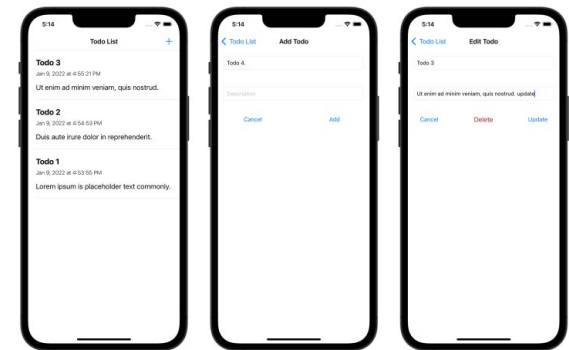 5:14
Todo List +
Todo 3
Jan 9, 2022 at 4:55:21 PM
Ut enim ad minim veniam, quis nostrud.
Todo 2
Jan 9, 2022 at 4:54:53 PM
Duis aute irure dolor in reprehenderit.
Todo 1
Jan 9, 2022 at 4:53:55 PM
Lorem ipsum is placeholder text commonly.
5:14
Todo List Add Todo
Todo 4.
Description
Cancel Add
5:14
Todo List Edit Todo
Todo 3
Ut enim ad minim veniam, quis nostrud. update
Cancel Delete Update